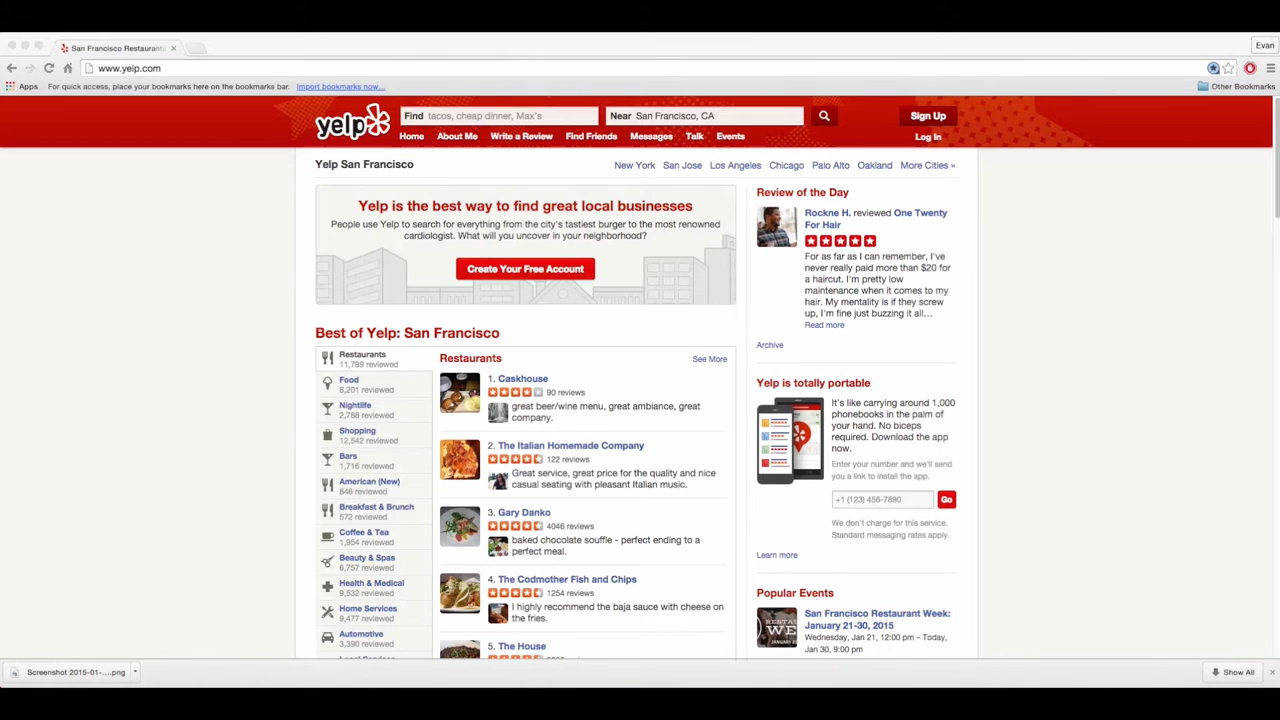 San Francisco Restaurants
Evan
www.yelp.com
Apps For quick access, place your bookmarks here on the bookmarks bar. Import bookmarks now...
Other Bookmarks
yelp
Find tacos, cheap dinner, Max's
Near San Francisco, CA
Sign Up
Home About Me Write a Review Find Friends Messages Talk Events
Log In
Yelp San Francisco
New York San Jose Los Angeles Chicago Palo Alto Oakland More Cities »
Yelp is the best way to find great local businesses
People use Yelp to search for everything from the city's tastiest burger to the most renowned
cardiologist. What will you uncover in your neighborhood?
Create Your Free Account
Best of Yelp: San Francisco
Restaurants
11,799 reviewed
Food
8,201 reviewed
Nightlife
2,788 reviewed
Shopping
12,542 reviewed
Bars
1,716 reviewed
American (New)
846 reviewed
Breakfast & Brunch
572 reviewed
Coffee & Tea
1,954 reviewed
Beauty & Spas
6,757 reviewed
Health & Medical
9,532 reviewed
Home Services
9,477 reviewed
Automotive
3,390 reviewed
Restaurants
See More
1. Caskhouse
90 reviews
great beer/wine menu, great ambiance, great
company.
2. The Italian Homemade Company
122 reviews
Great service, great price for the quality and nice
casual seating with pleasant Italian music.
3. Gary Danko
4046 reviews
baked chocolate souffle - perfect ending to a
perfect meal.
4. The Codmother Fish and Chips
1254 reviews
I highly recommend the baja sauce with cheese on
the fries.
5. The House
Review of the Day
Rockne H. reviewed One Twenty
For Hair
For as far as I can remember, I've
never really paid more than $20 for
a haircut. I'm pretty low
maintenance when it comes to my
hair. My mentality is if they screw
up, I'm fine just buzzing it all...
Read more
Archive
Yelp is totally portable
It's like carrying around 1,000
phonebooks in the palm of
your hand. No biceps
required. Download the app
now.
Enter your number and we'll send
you a link to install the app.
+1 (123) 456-7890
Go
We don't charge for this service.
Standard messaging rates apply.
Learn more
Popular Events
RESTAU
WEE
San Francisco Restaurant Week:
January 21-30, 2015
Wednesday, Jan 21, 12:00 pm – Today,
Jan 30, 9:00 pm
Screenshot 2015-01-....png
Show All